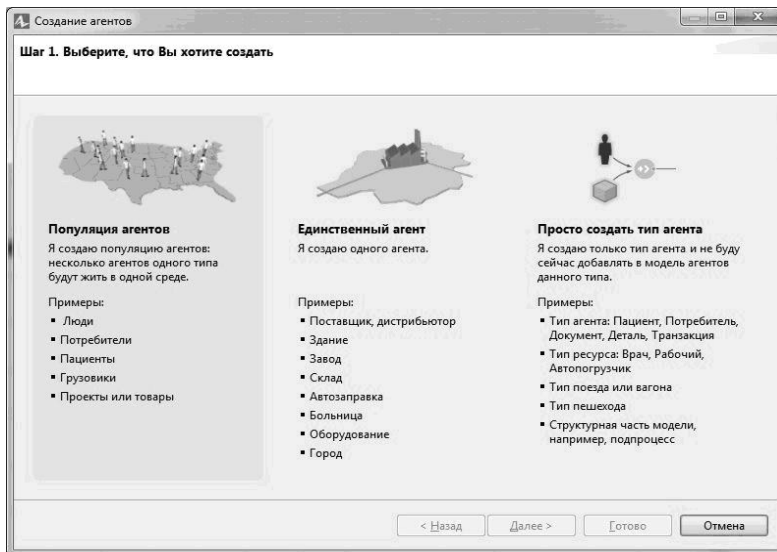 Создание агентов
Шаг 1. Выберите, что Вы хотите создать
Популяция агентов
Я создаю популяцию агентов:
несколько агентов одного типа
будут жить в одной среде.
Примеры:
▪ Люди
▪ Потребители
▪ Пациенты
▪ Грузовики
▪ Проекты или товары
Единственный агент
Я создаю одного агента.
Примеры:
▪ Поставщик, дистрибьютор
▪ Здание
▪ Завод
▪ Склад
▪ Автозаправка
▪ Больница
▪ Оборудование
▪ Город
Просто создать тип агента
Я создаю только тип агента и не буду
сейчас добавлять в модель агентов
данного типа.
Примеры:
▪ Тип агента: Пациент, Потребитель,
Документ, Деталь, Транзакция
▪ Тип ресурса: Врач, Рабочий,
Автопогрузчик
▪ Тип поезда или вагона
▪ Тип пешехода
▪ Структурная часть модели,
например, подпроцесс
< Назад
Далее >
Готово
Отмена